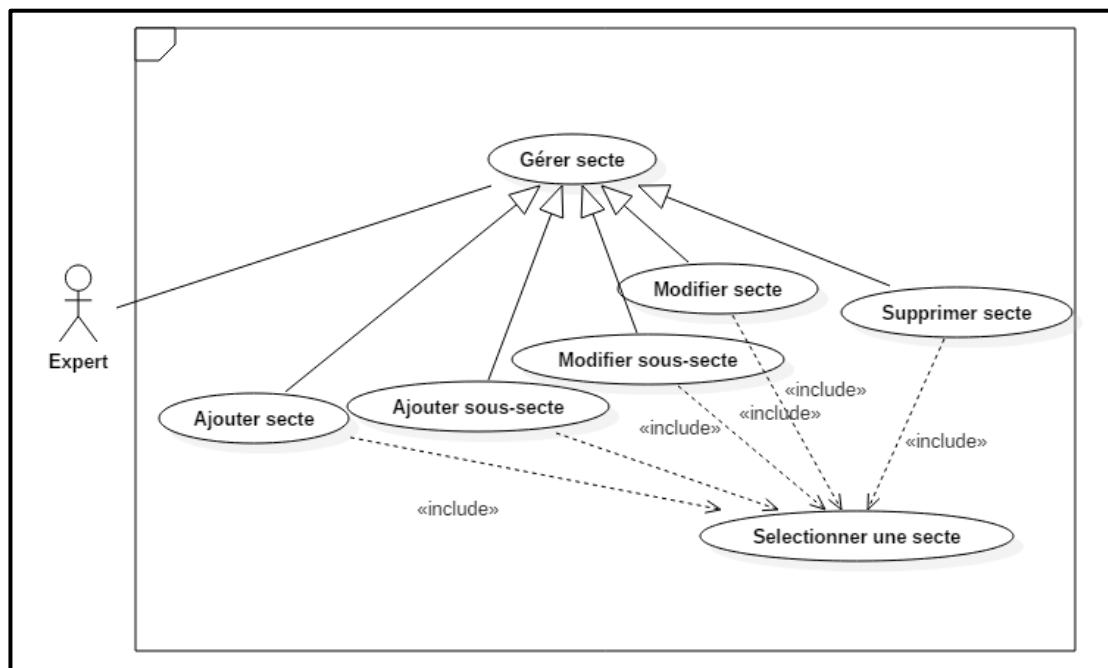 Gérer secte
Modifier secte
Supprimer secte
Expert
Modifier sous-secte
Ajouter secte
Ajouter sous-secte
«include»
«include»
«include»
«include»
«include»
Selectionner une secte